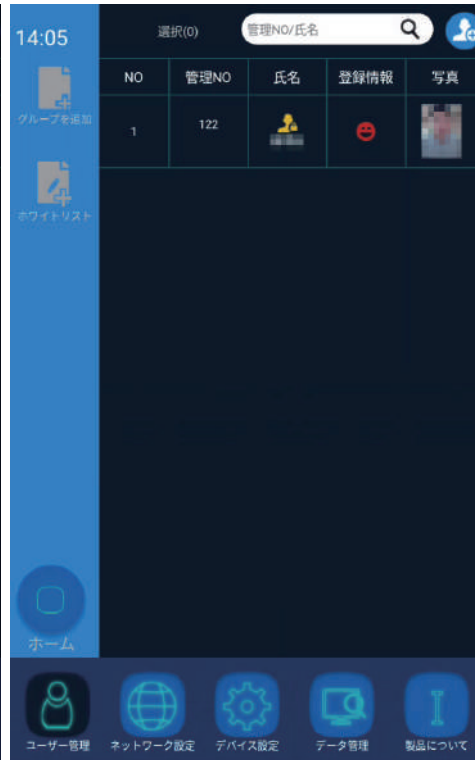 14:05
選択(0)
管理NO/氏名
グループを追加
ホワイトリスト
NO 管理NO 氏名 登録情報 写真
1 122
ホーム
ユーザー管理 ネットワーク設定 デバイス設定 データ管理 製品について